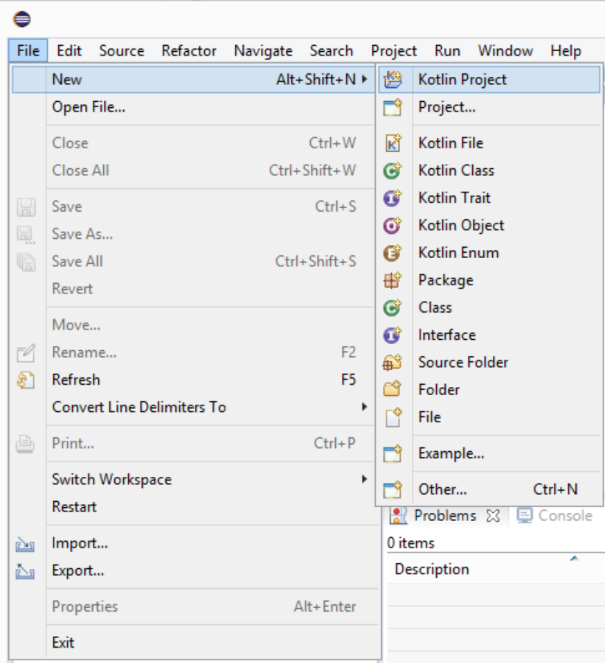 File Edit Source Refactor Navigate Search Project Run Window Help
New Alt+Shift+N
Open File...
Close Ctrl+W
Close All Ctrl+Shift+W
Save Ctrl+S
Save As...
Save All Ctrl+Shift+S
Revert
Move...
Rename... F2
Refresh F5
Convert Line Delimiters To
Print... Ctrl+P
Switch Workspace
Restart
Import...
Export...
Properties Alt+Enter
Exit
Kotlin Project
Project...
Kotlin File
Kotlin Class
Kotlin Trait
Kotlin Object
Kotlin Enum
Package
Class
Interface
Source Folder
Folder
File
Example...
Other... Ctrl+N
Problems Console
0 items
Description